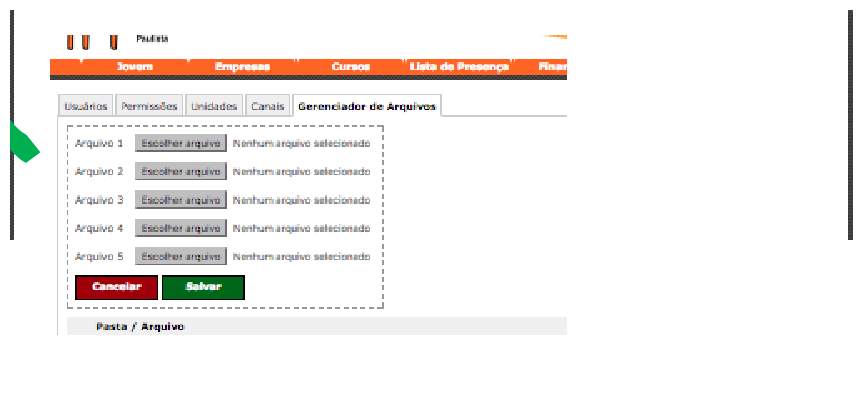 Paulista
Jovem Empresas Cursos Lista de Presença
Usuários Permissões Unidades Canais Gerenciador de Arquivos
Arquivo 1 Escolher arquivo Nenhum arquivo selecionado
Arquivo 2 Escolher arquivo Nenhum arquivo selecionado
Arquivo 3 Escolher arquivo Nenhum arquivo selecionado
Arquivo 4 Escolher arquivo Nenhum arquivo selecionado
Arquivo 5 Escolher arquivo Nenhum arquivo selecionado
Cancelar Salvar
Pasta / Arquivo